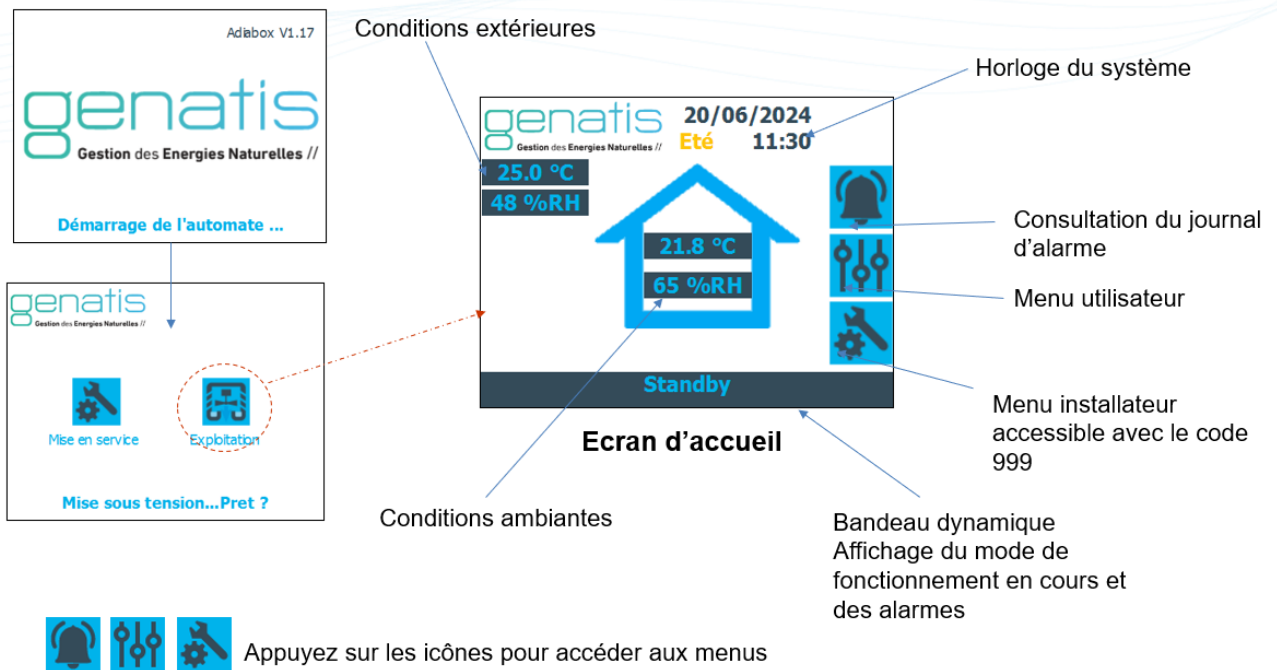 Adiabox V1.17
genatis
Gestion des Energies Naturelles //
Démarrage de l'automate ...
genatis
Gestion des Energies Naturelles //
Mise en service
Exploitation
Mise sous tension...Pret ?
Conditions extérieures
Horloge du système
genatis
Gestion des Energies Naturelles //
20/06/2024
Eté 11:30
25.0 °C
48 %RH
21.8 °C
65 %RH
Standby
Consultation du journal
d'alarme
Menu utilisateur
Menu installateur
accessible avec le code
999
Ecran d'accueil
Conditions ambiantes
Bandeau dynamique
Affichage du mode de
fonctionnement en cours et
des alarmes
Appuyez sur les icônes pour accéder aux menus